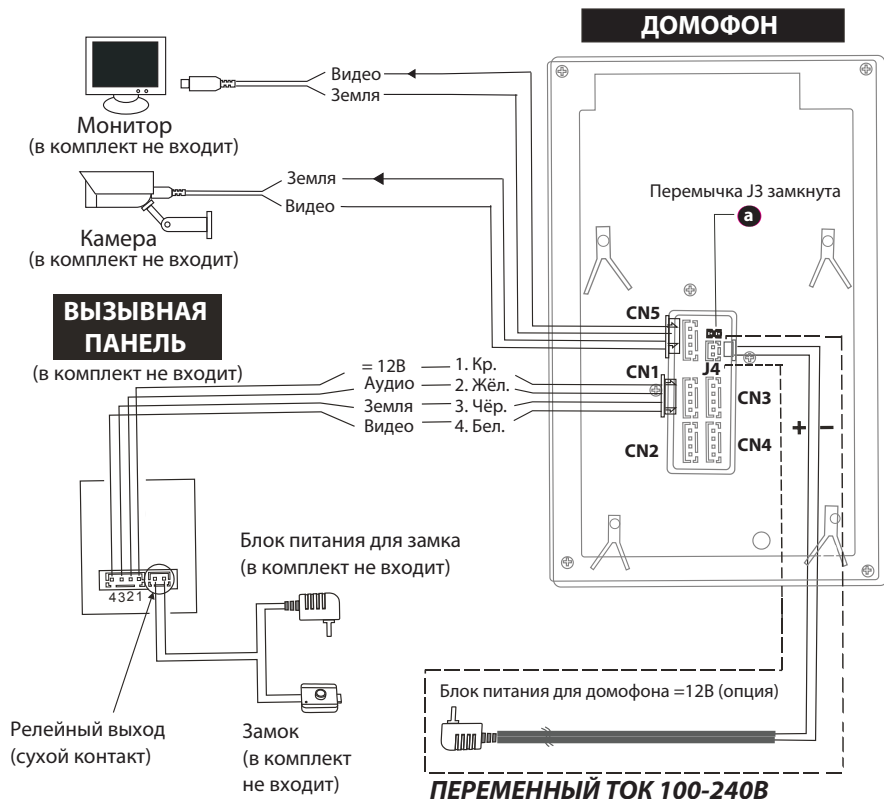 ДОМОФОН
Видео
Земля
Монитор
(в комплект не входит)
Земля
Видео
Камера
(в комплект не входит)
Перемычка J3 замкнута
a
ВЫЗЫВНАЯ
ПАНЕЛЬ
(в комплект не входит)
CN5
J4
CN1
CN3
CN2
CN4
= 12В
1. Кр.
Аудио
2. Жёл.
Земля
3. Чёр.
Видео
4. Бел.
+ −
4321
Блок питания для замка
(в комплект не входит)
Релейный выход
(сухой контакт)
Замок
(в комплект
не входит)
Блок питания для домофона =12В (опция)
ПЕРЕМЕННЫЙ ТОК 100-240В